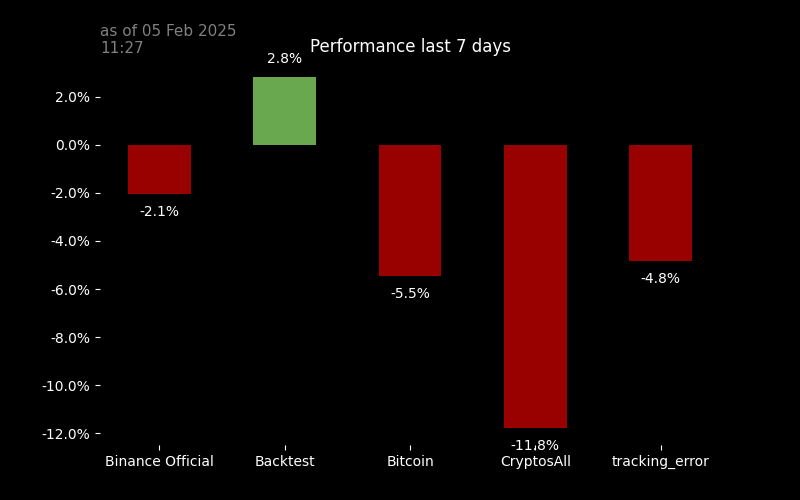 as of 05 Feb 2025
11:27
Performance last 7 days
2.8%
2.0%
0.0%
-2.0%
-2.1%
-4.0%
-4.8%
-5.5%
-6.0%
-8.0%
-10.0%
-12.0%
-11.8%
Binance Official
Backtest
Bitcoin
CryptosAll
tracking_error